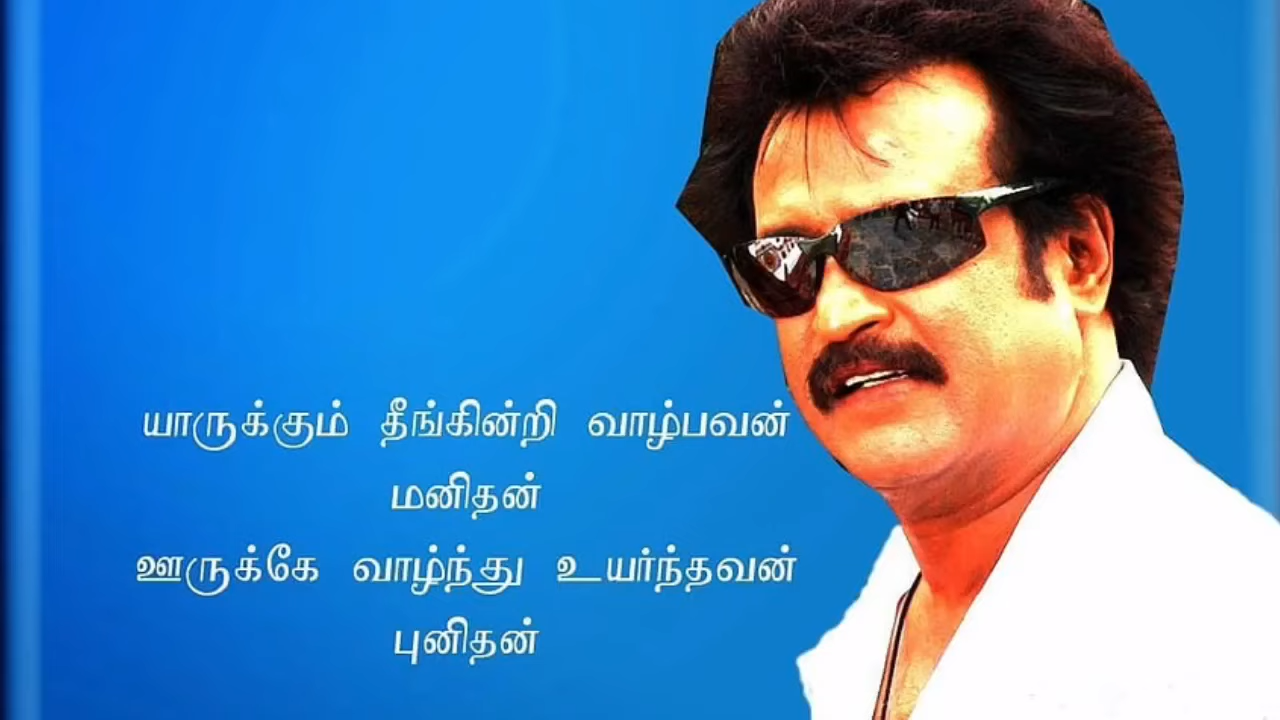 யாருக்கும் தீங்கின்றி வாழ்பவன்
மனிதன்
ஊருக்கே வாழ்ந்து உயர்ந்தவன்
புனிதன்